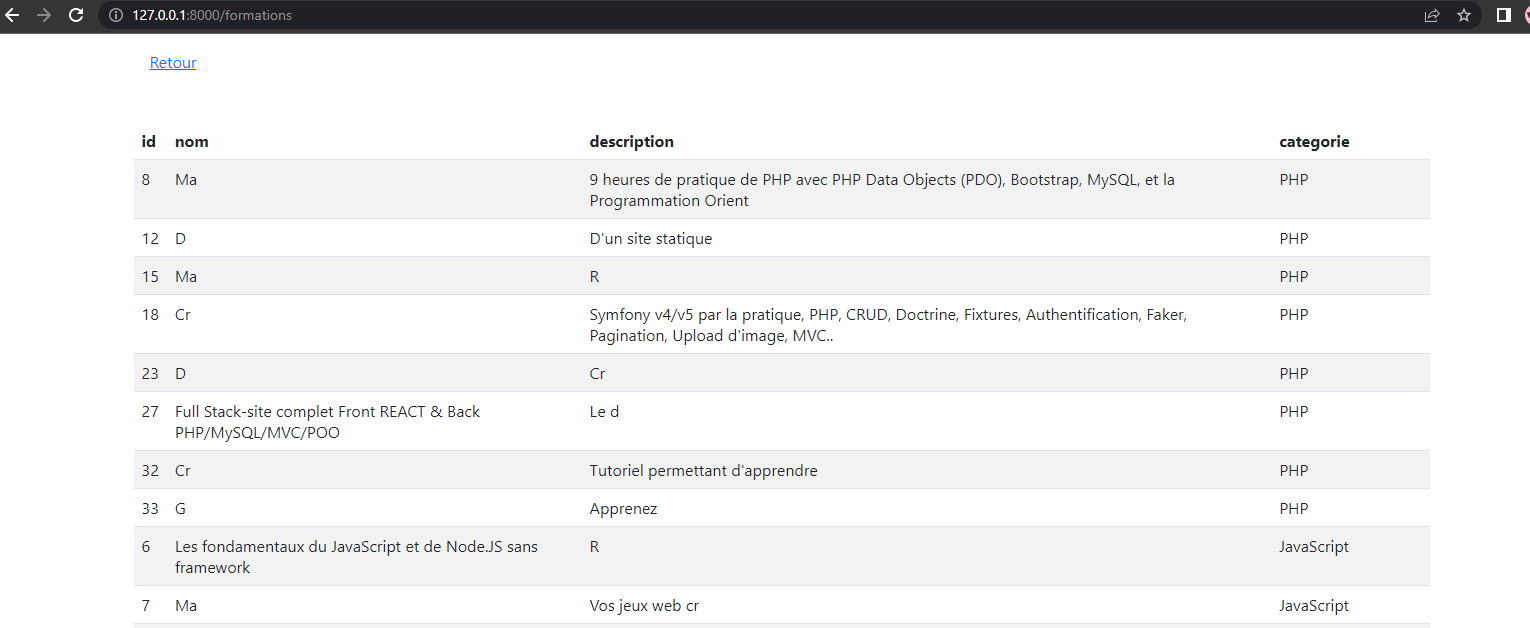 127.0.0.1:8000/formations
Retour
id nom description categorie
8 Ma 9 heures de pratique de PHP avec PHP Data Objects (PDO), Bootstrap, MySQL, et la PHP
Programmation Orient
12 D D'un site statique PHP
15 Ma R PHP
18 Cr Symfony v4/v5 par la pratique, PHP, CRUD, Doctrine, Fixtures, Authentification, Faker, PHP
Pagination, Upload d'image, MVC..
23 D Cr PHP
27 Full Stack-site complet Front REACT & Back Le d PHP
PHP/MySQL/MVC/POO
32 Cr Tutoriel permettant d'apprendre PHP
33 G Apprenez PHP
6 Les fondamentaux du JavaScript et de Node.JS sans R JavaScript
framework
7 Ma Vos jeux web cr JavaScript